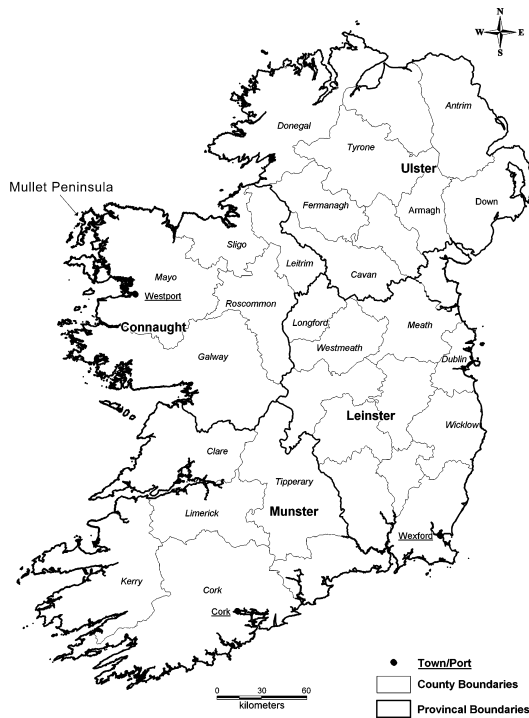 N
W E
S
Antrim
Donegal
Tyrone
Ulster
Mullet Peninsula
Fermanagh
Armagh
Down
Sligo
Leitrim
Cavan
Mayo
Westport
Roscommon
Longford
Meath
Connaught
Westmeath
Dublin
Galway
Leinster
Wicklow
Clare
Tipperary
Limerick
Munster
Wexford
Kerry
Cork
Cork
Town/Port
County Boundaries
Provincal Boundaries
0 30 60
kilometers